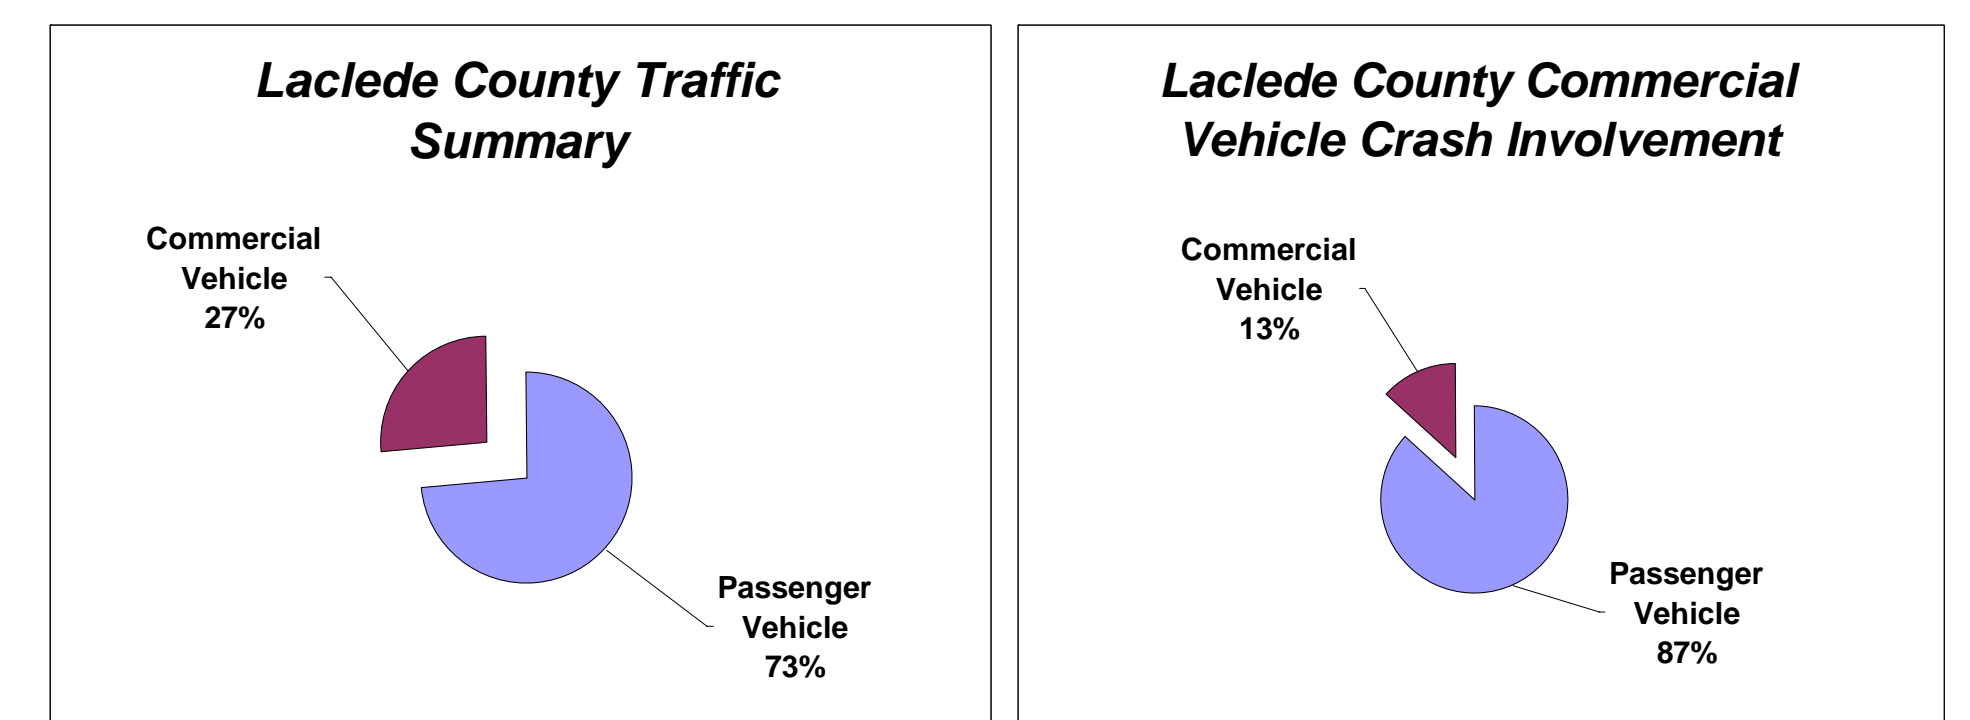 Laclede County Traffic
Summary
Commercial
Vehicle
27%
Passenger
Vehicle
73%
Laclede County Commercial
Vehicle Crash Involvement
Commercial
Vehicle
13%
Passenger
Vehicle
87%